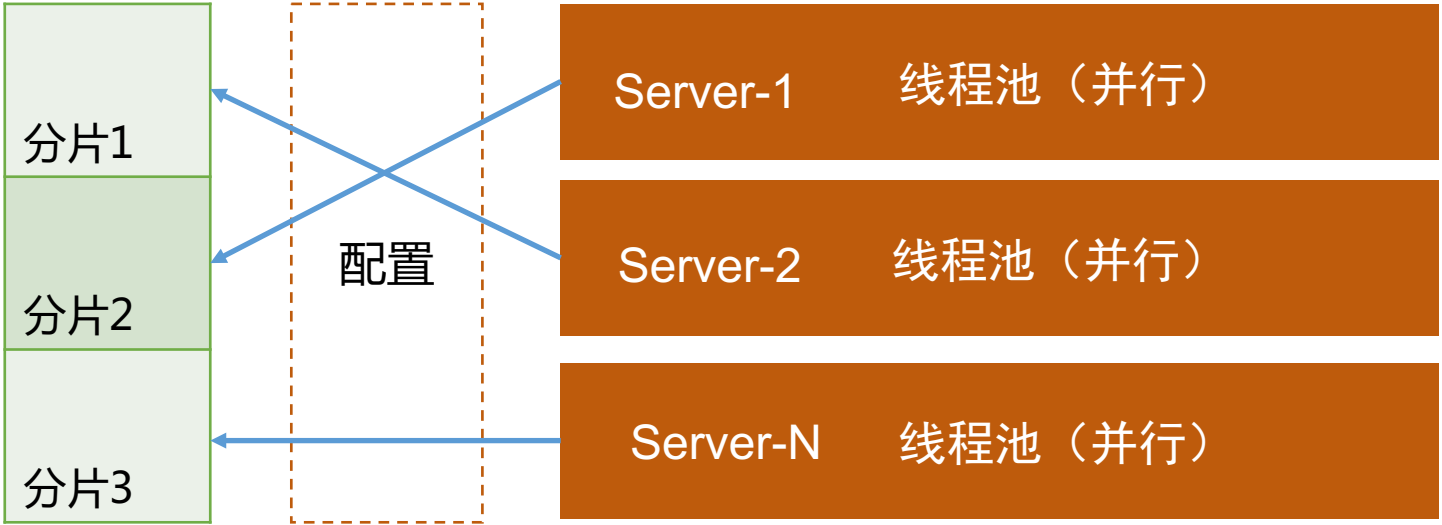 分片1
分片2
分片3
配置
Server-1 线程池（并行）
Server-2 线程池（并行）
Server-N 线程池（并行）